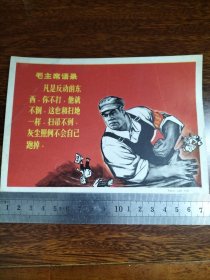 毛主席语录
凡是反动的东
西，你不打，他就
不倒。这也和扫地
一样，扫帚不到，
灰尘照例不会自己
跑掉。
10